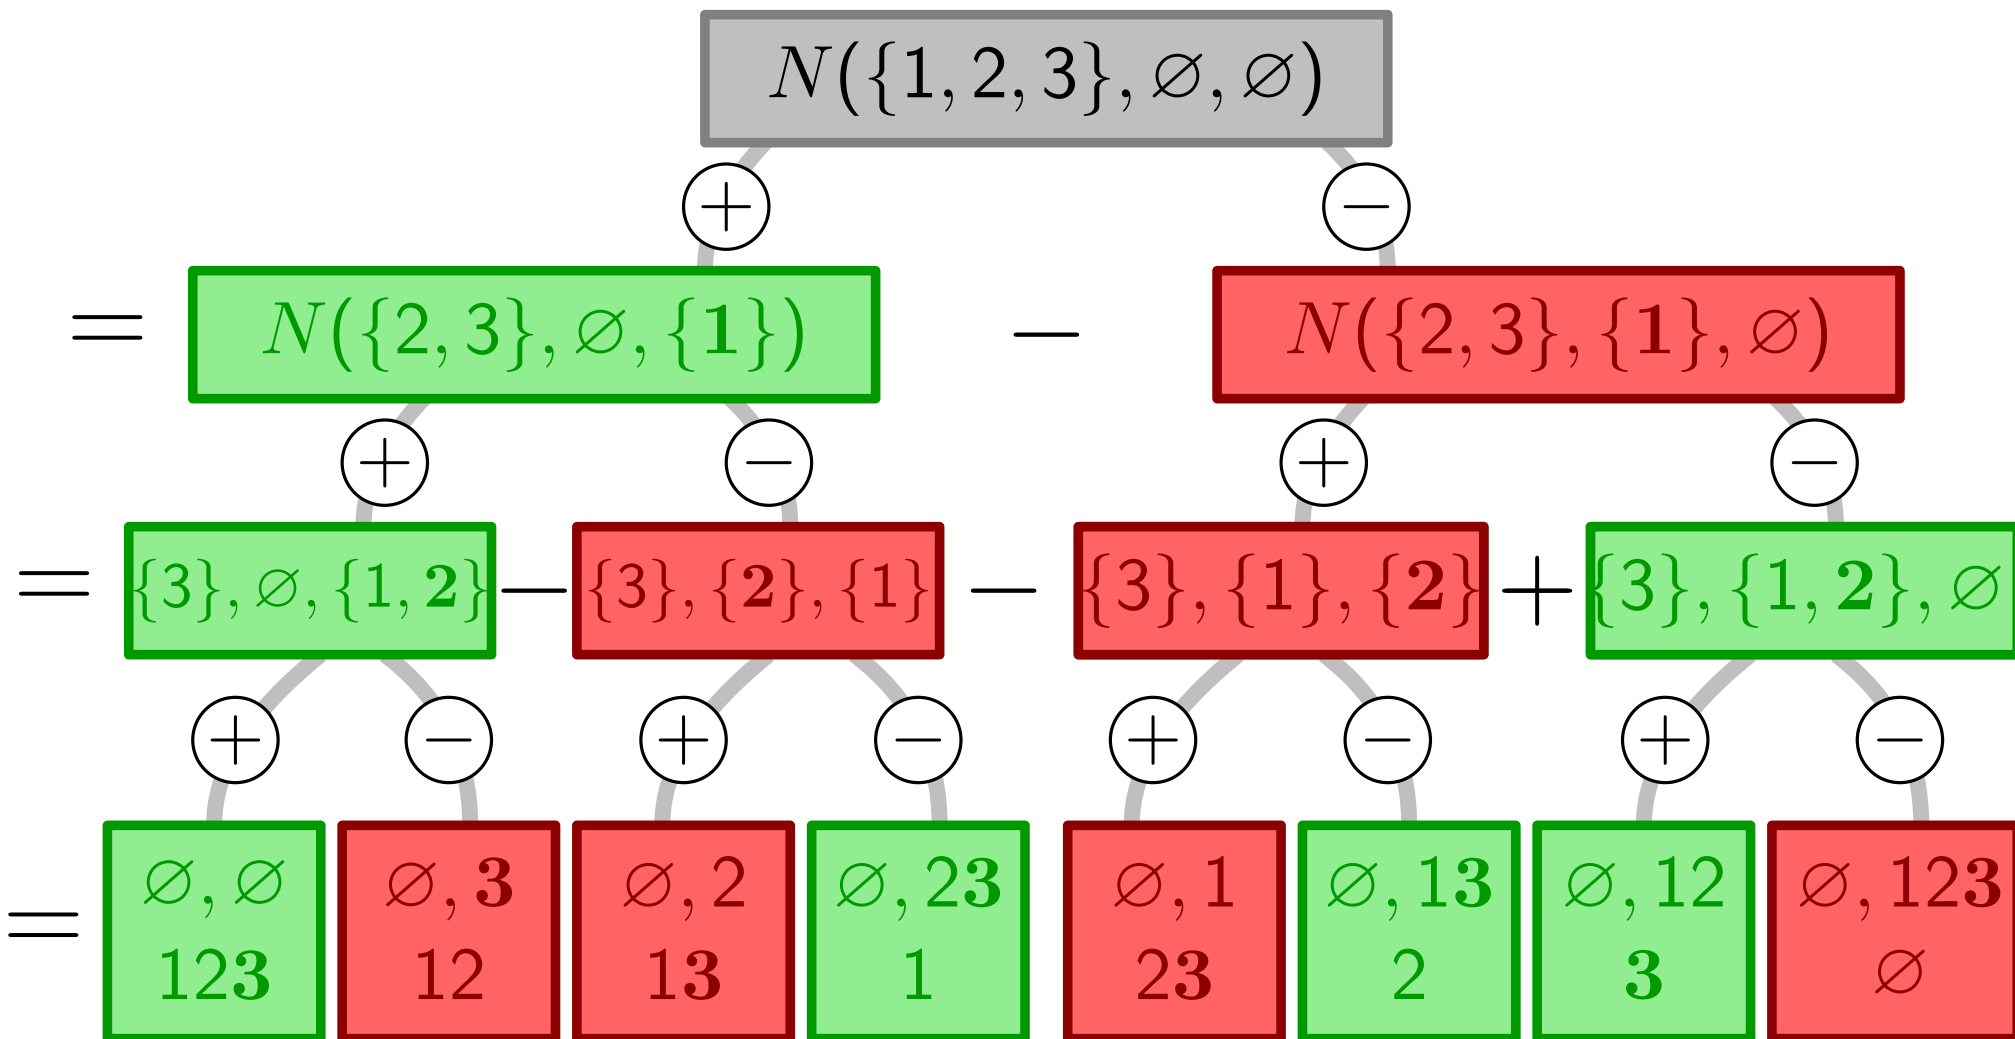 N({1, 2, 3}, ∅, ∅)
+ −
= N({2, 3}, ∅, {1}) − N({2, 3}, {1}, ∅)
+ − + −
= {3}, ∅, {1, 2} − {3}, {2}, {1} − {3}, {1}, {2} + {3}, {1, 2}, ∅
+ − + − + − + −
= ∅, ∅ ∅, 3 ∅, 2 ∅, 23 ∅, 1 ∅, 13 ∅, 12 ∅, 123
123 12 13 1 23 2 3 ∅